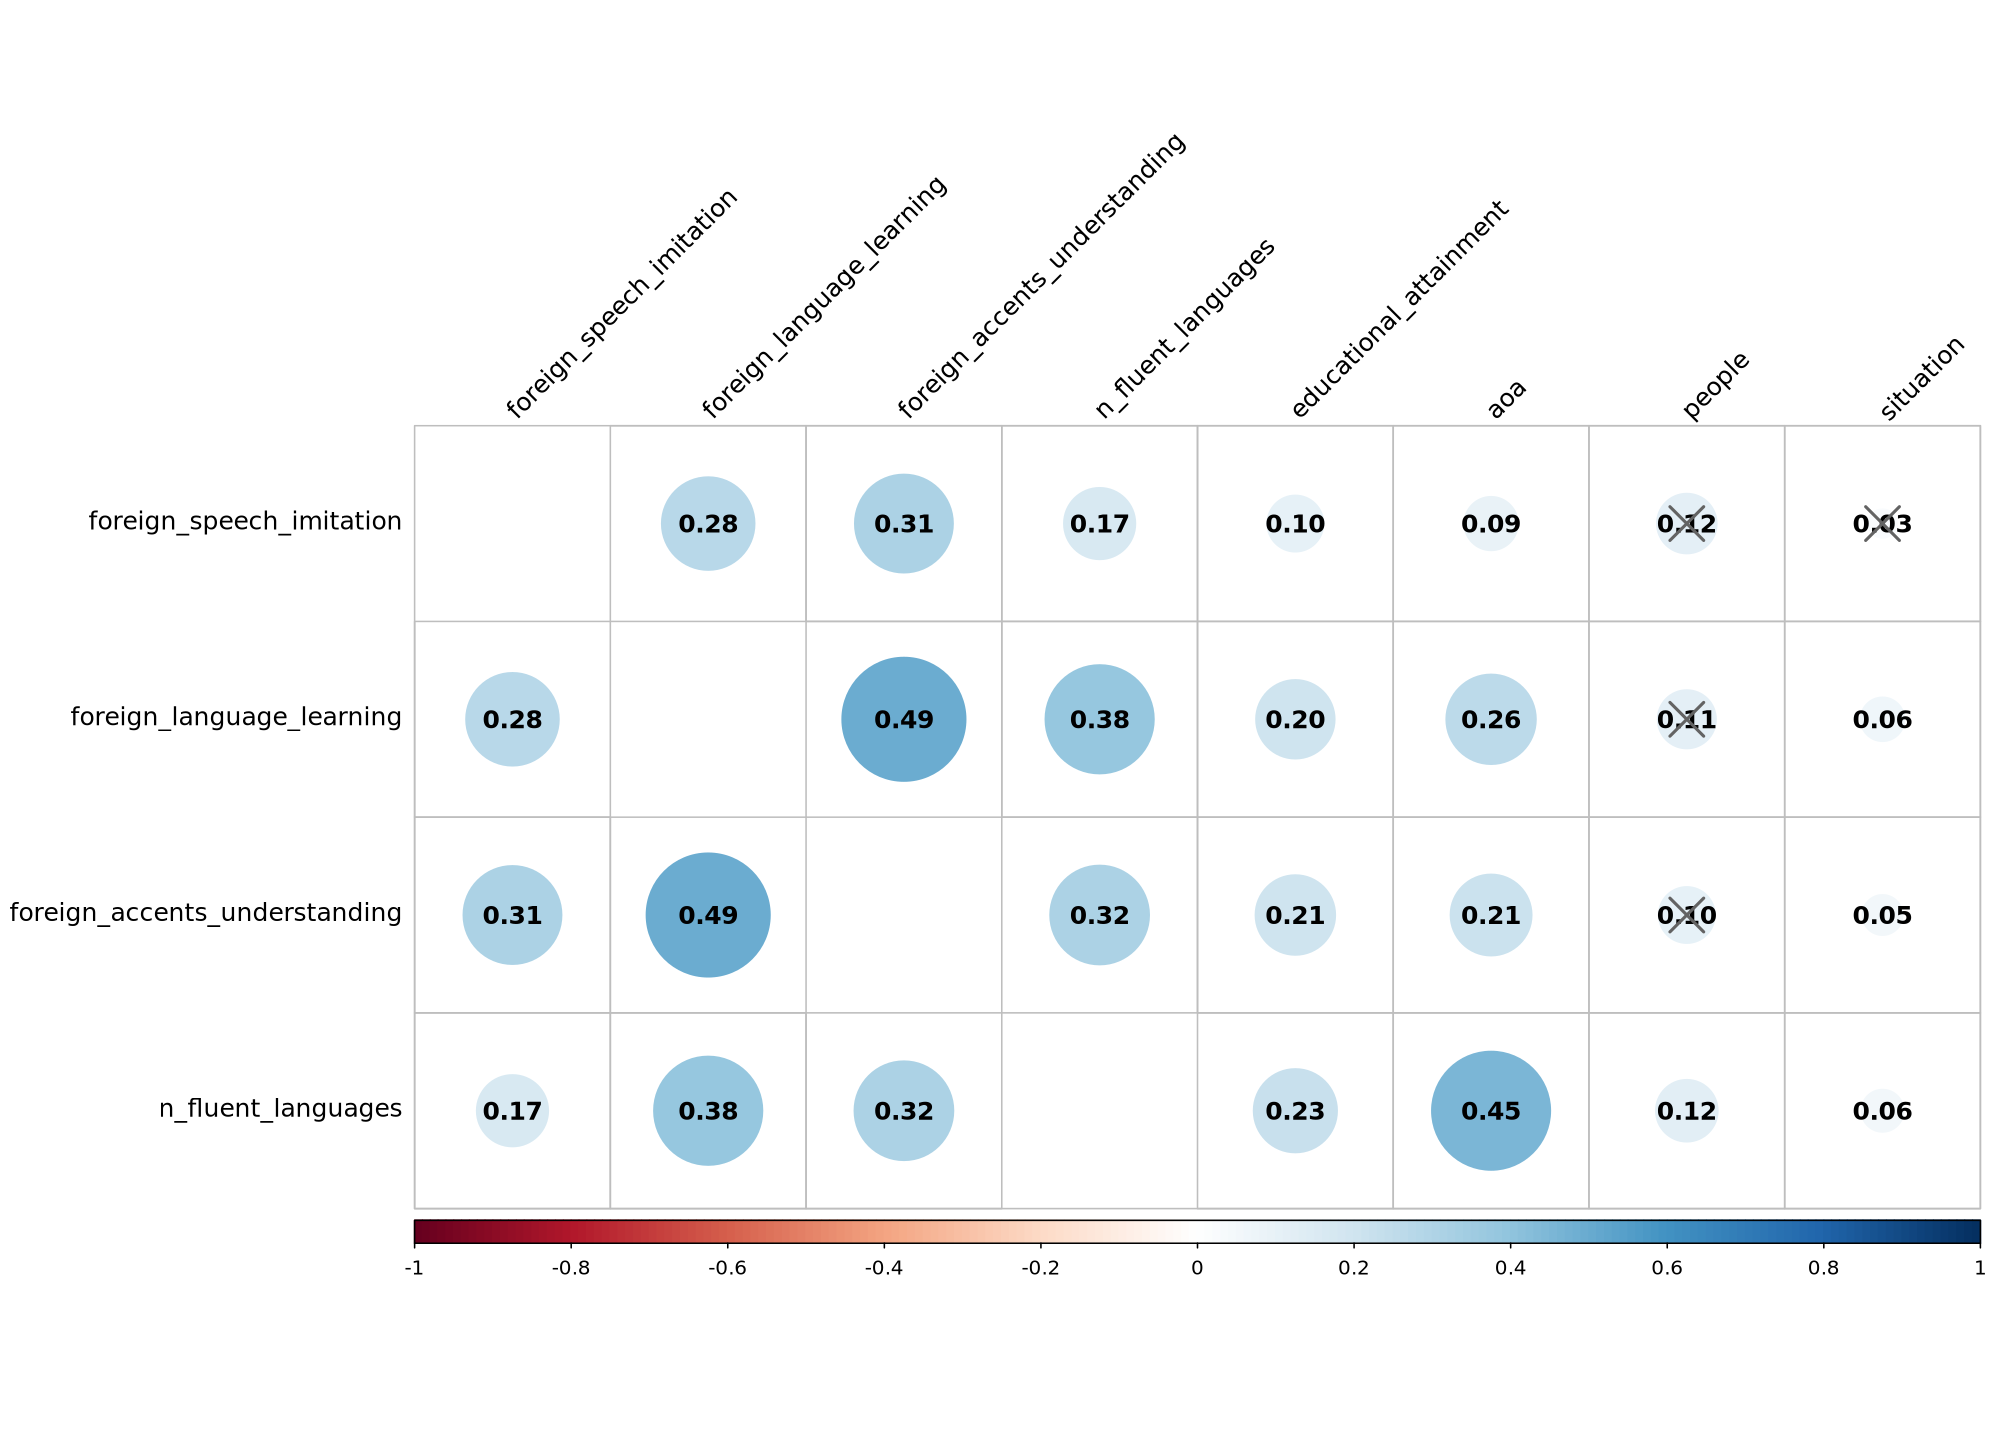 foreign_speech_imitation
foreign_language_learning
foreign_accents_understanding
n_fluent_languages
educational_attainment
aoa
people
situation
foreign_speech_imitation 0.28 0.31 0.17 0.10 0.09 0.12 0.03
foreign_language_learning 0.28 0.49 0.38 0.20 0.26 0.11 0.06
foreign_accents_understanding 0.31 0.49 0.32 0.21 0.21 0.10 0.05
n_fluent_languages 0.17 0.38 0.32 0.23 0.45 0.12 0.06
-1 -0.8 -0.6 -0.4 -0.2 0 0.2 0.4 0.6 0.8 1